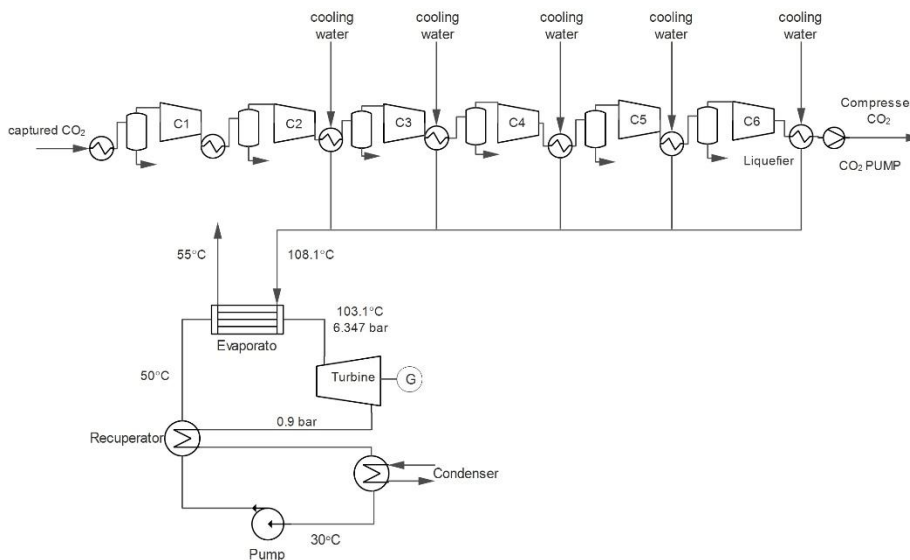 cooling
water
cooling
water
cooling
water
cooling
water
cooling
water
captured CO₂
C1
C2
C3
C4
C5
C6
Compresse
CO₂
Liquefier
CO₂ PUMP
55°C
108.1°C
103.1°C
6.347 bar
Evaporato
50°C
Turbine
G
0.9 bar
Recuperator
Condenser
30°C
Pump